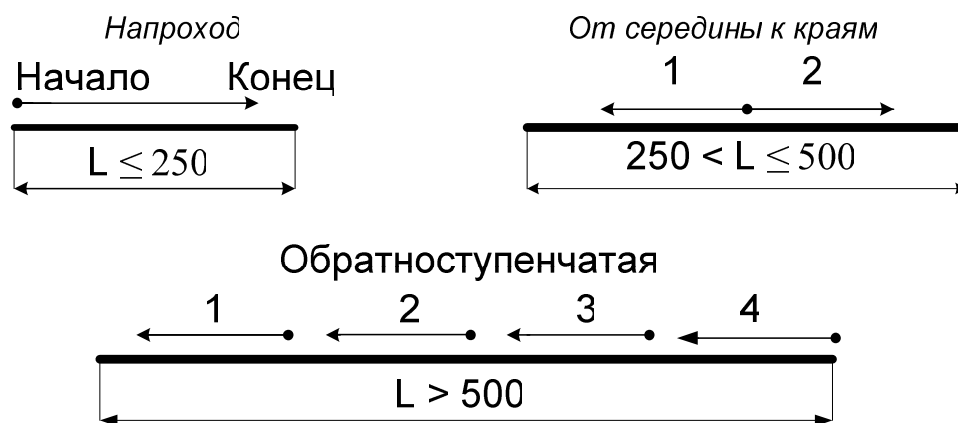 Напроход
Начало Конец
L ≤ 250
От середины к краям
1 2
250 < L ≤ 500
Обратноступенчатая
1 2 3 4
L > 500